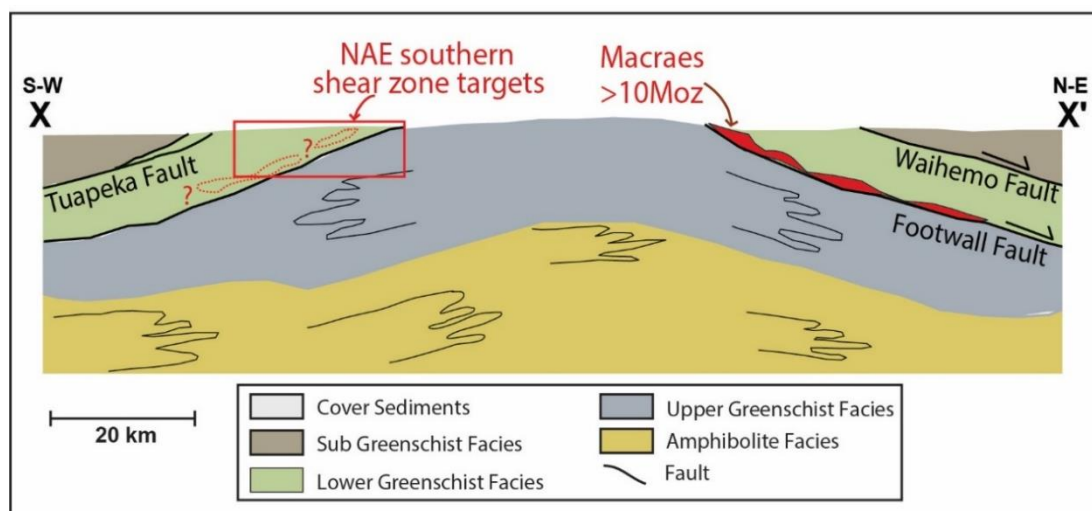 NAE southern
shear zone targets
Macraes
>10Moz
S-W
X
N-E
X'
?
?
Tuapeka Fault
Waihemo Fault
Footwall Fault
20 km
Cover Sediments
Sub Greenschist Facies
Lower Greenschist Facies
Upper Greenschist Facies
Amphibolite Facies
Fault